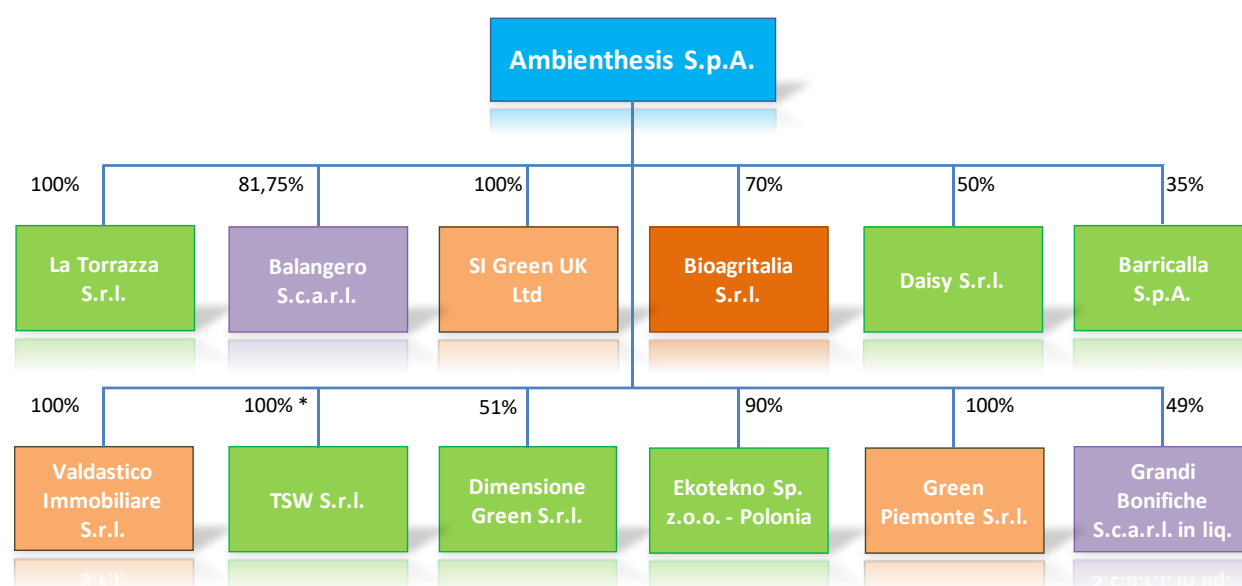 Ambienthesis S.p.A.
100%
81,75%
100%
70%
50%
35%
La Torrazza
S.r.l.
Balangero
S.c.a.r.l.
SI Green UK
Ltd
Bioagritalia
S.r.l.
Daisy S.r.l.
Barricalla
S.p.A.
100%
100% *
51%
90%
100%
49%
Valdastico
Immobiliare
S.r.l.
TSW S.r.l.
Dimensione
Green S.r.l.
Ekotekno Sp.
z.o.o. - Polonia
Green
Piemonte S.r.l.
Grandi
Bonifiche
S.c.a.r.l. in liq.